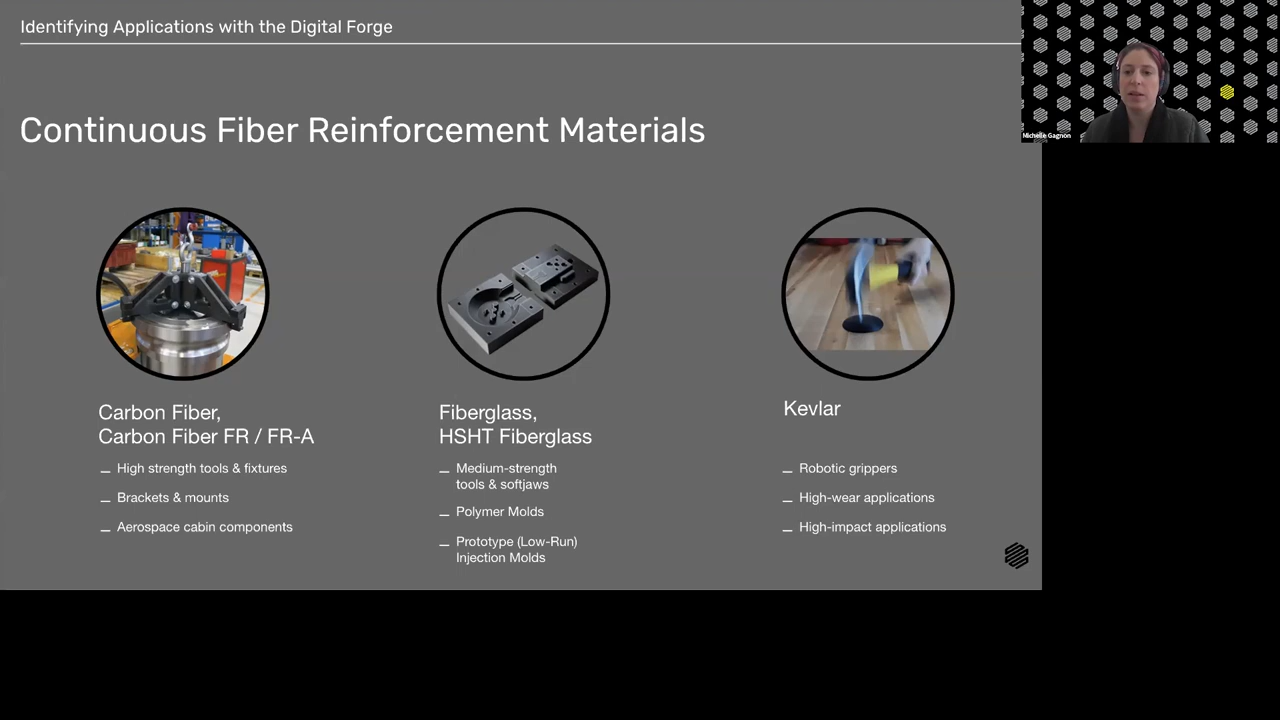 Identifying Applications with the Digital Forge
Michelle Gagnon
Continuous Fiber Reinforcement Materials
Carbon Fiber,
Carbon Fiber FR / FR-A
— High strength tools & fixtures
— Brackets & mounts
— Aerospace cabin components
Fiberglass,
HSHT Fiberglass
— Medium-strength
tools & softjaws
— Polymer Molds
— Prototype (Low-Run)
Injection Molds
Kevlar
— Robotic grippers
— High-wear applications
— High-impact applications